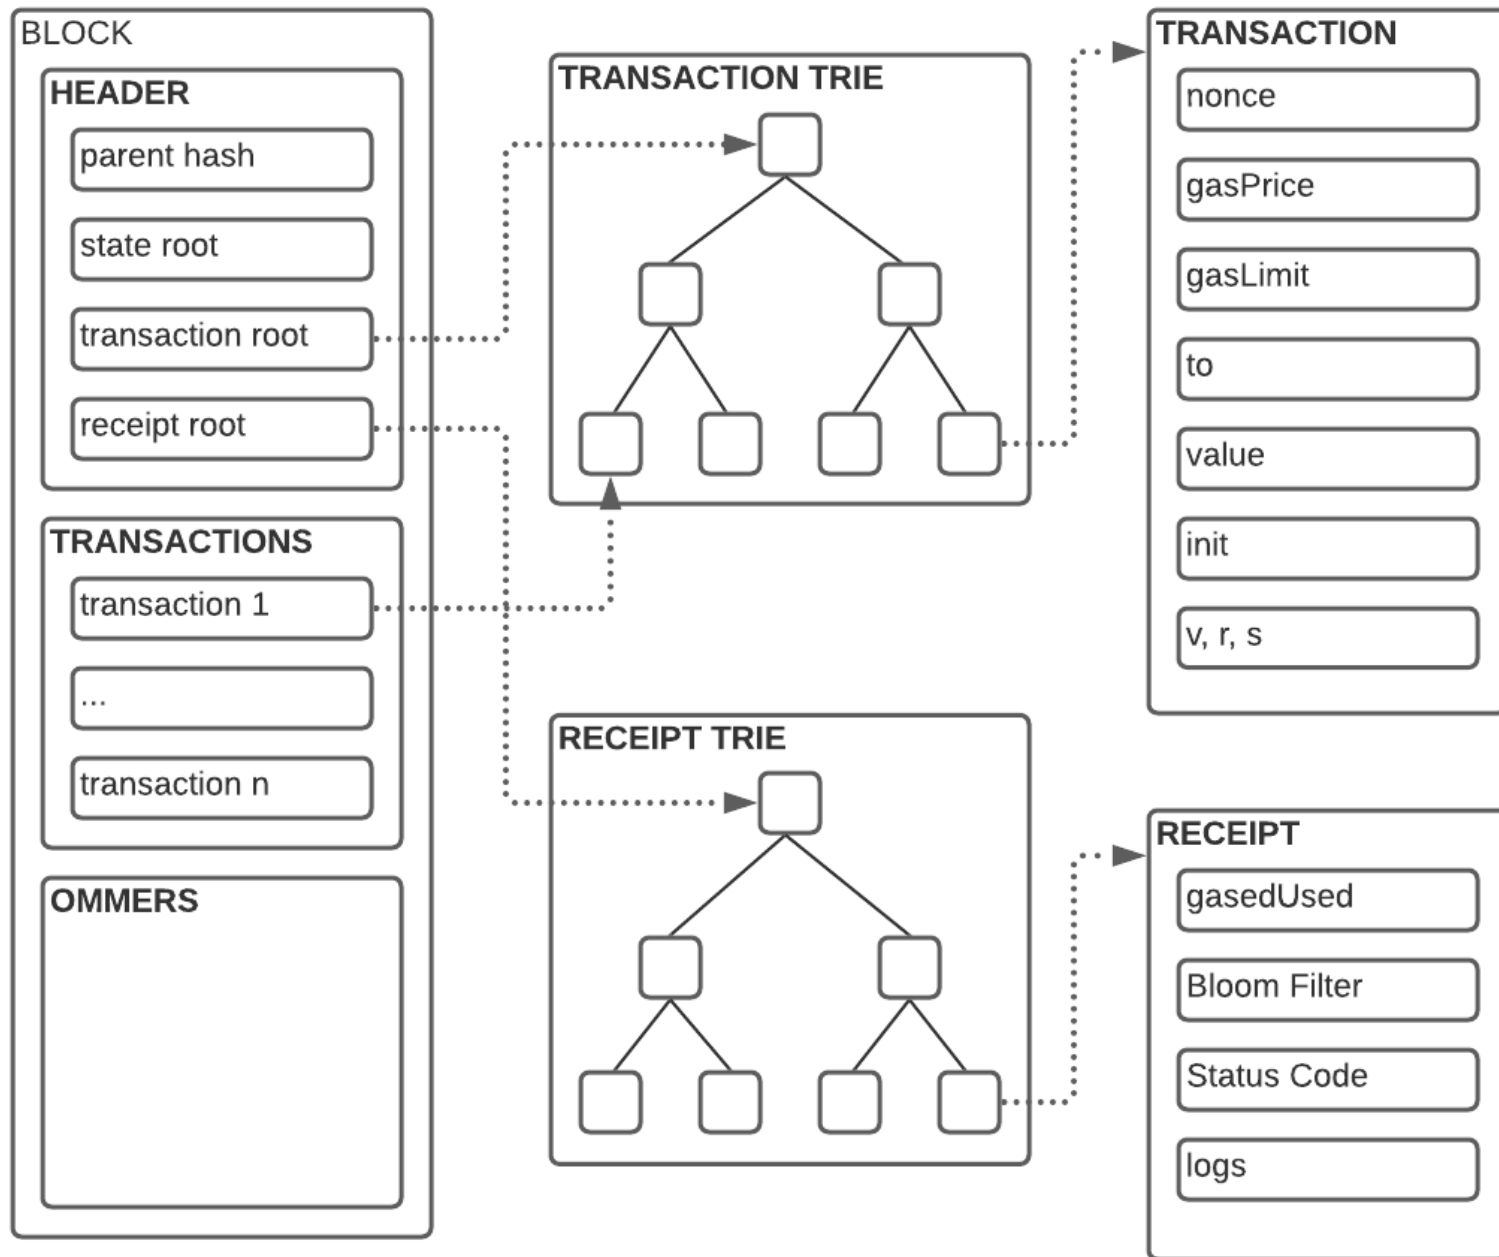 BLOCK
HEADER
parent hash
state root
transaction root
receipt root
TRANSACTIONS
transaction 1
...
transaction n
OMMERS
TRANSACTION TRIE
RECEIPT TRIE
TRANSACTION
nonce
gasPrice
gasLimit
to
value
init
v, r, s
RECEIPT
gasedUsed
Bloom Filter
Status Code
logs